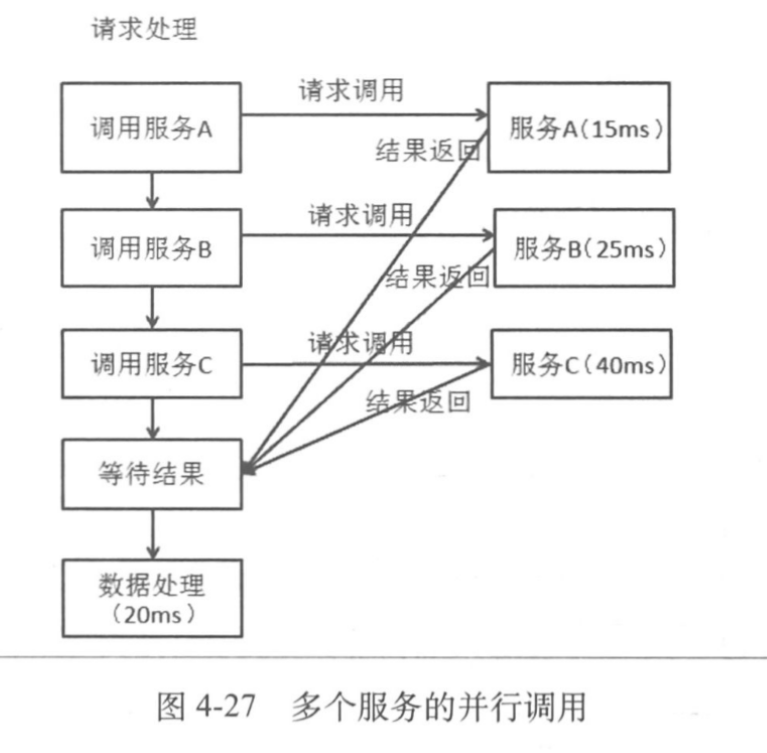 请求处理
调用服务A
请求调用
服务A（15ms）
结果返回
调用服务B
请求调用
服务B（25ms）
结果返回
调用服务C
请求调用
服务C（40ms）
结果返回
等待结果
数据处理
（20ms）
图 4-27 多个服务的并行调用